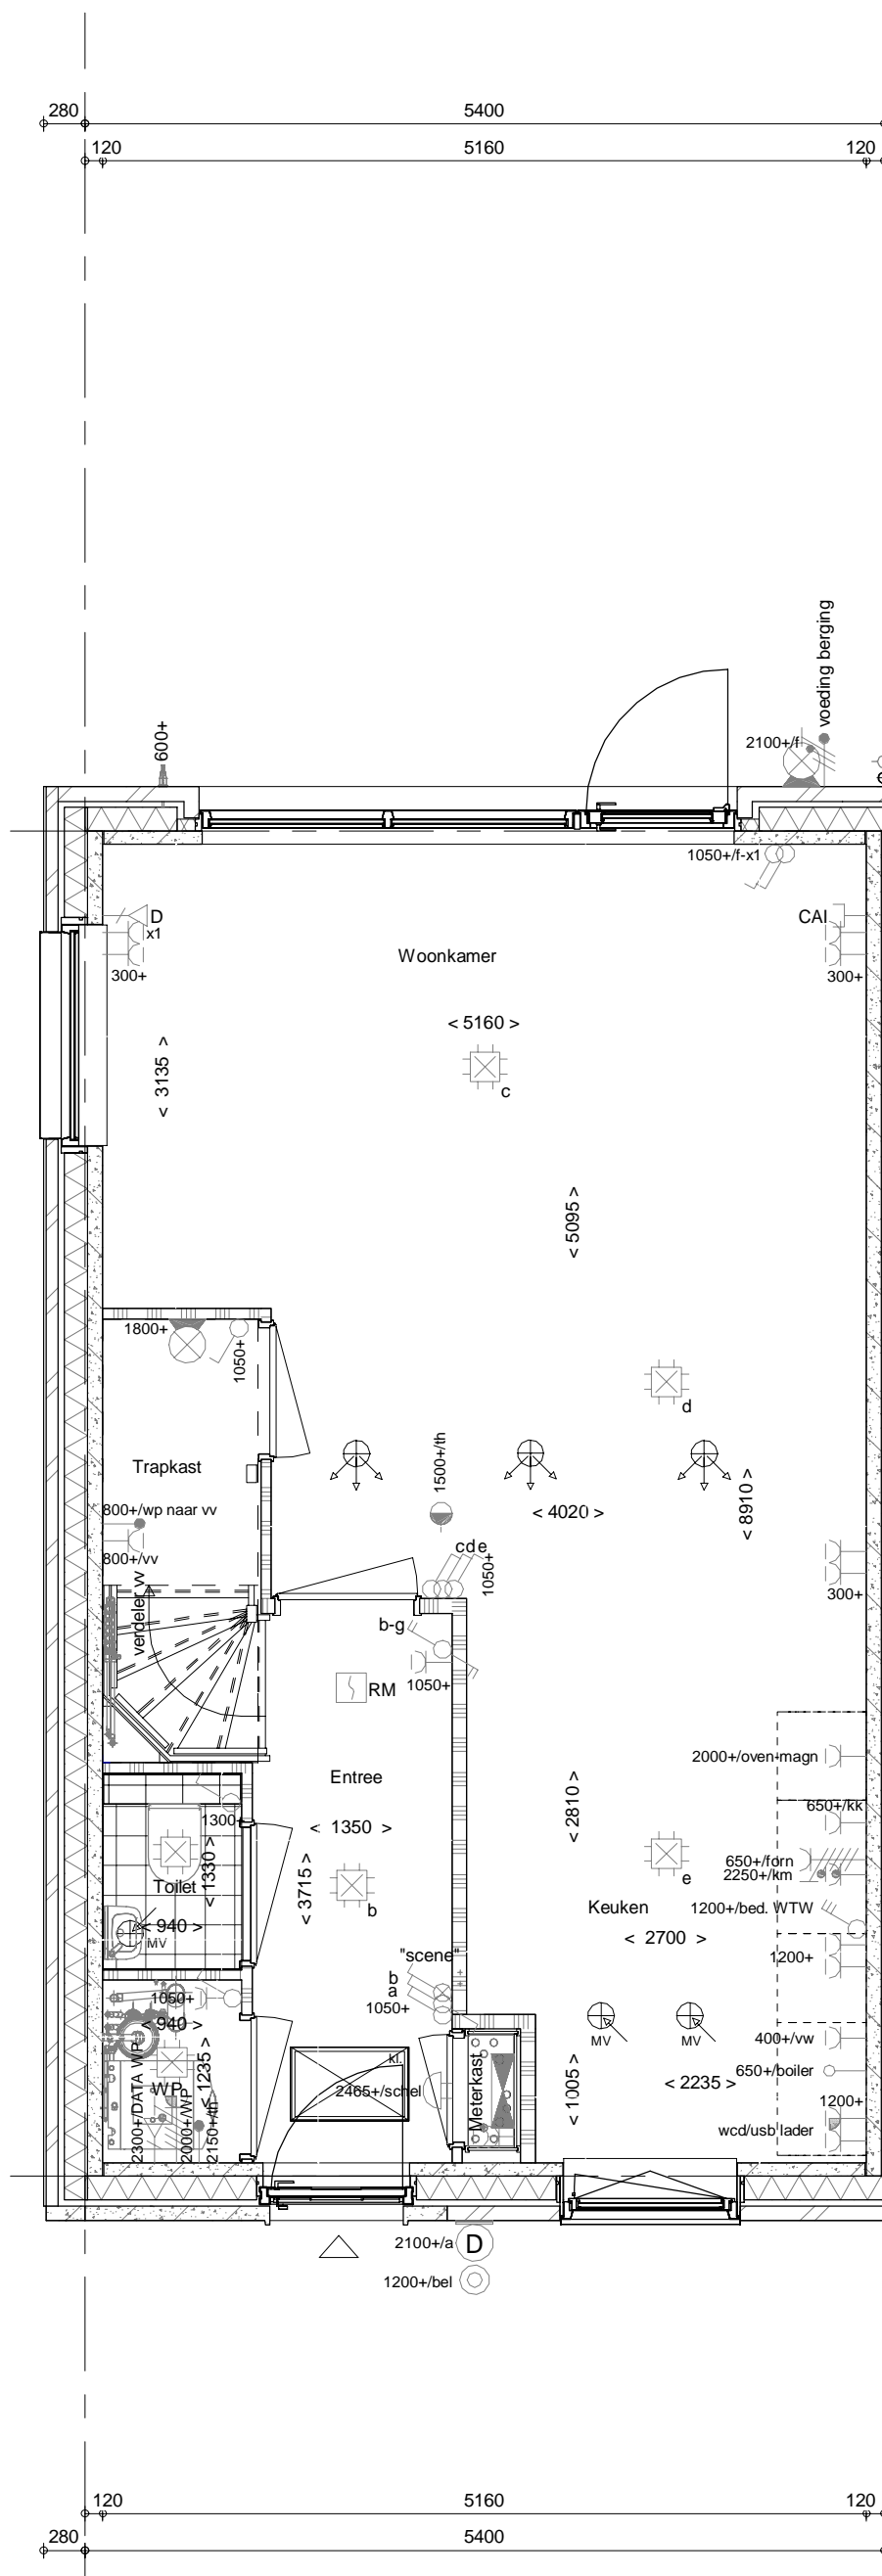 280 5400
120 5160 120
voeding berging
600+
2100+/f
1050+/f-x1
D
x1
300+
CAI
300+
Woonkamer
< 5160 >
< 3135 >
c
< 5095 >
1800+
1050+
d
Trapkast
1500+/th
< 4020 >
< 8910 >
800+/wp naar vv
800+/vv
cde
1050+
300+
verdeler vv
b-g
1050+
RM
2000+/oven-magn
Entree
< 1350 >
< 2810 >
650+/kk
1300+
< 1330 >
Toilet
< 3715 >
b
e
650+/forn
2250+/km
Keuken
1200+/bed. WTW
< 940 >
MV
< 2700 >
"scene"
b
a
1050+
1200+
1050+
< 940 >
MV
MV
400+/vw
WP
< 1235 >
kl.
2465+/schel
Meterkast
< 1005 >
< 2235 >
650+/boiler
1200+
wcd/usb lader
2300+/DATA WP
2000+/WP
2150+/th
2100+/a
D
1200+/bel
120 5160 120
280 5400